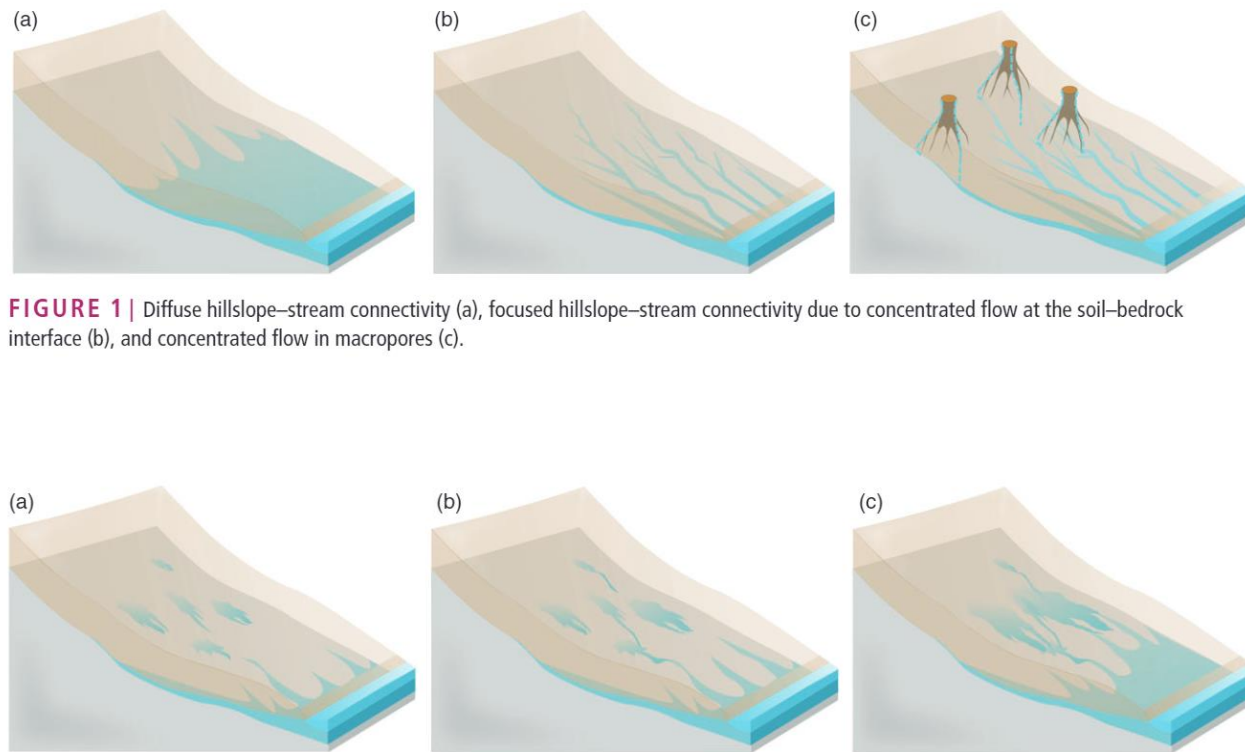 (a) (b) (c)
FIGURE 1 | Diffuse hillslope–stream connectivity (a), focused hillslope–stream connectivity due to concentrated flow at the soil–bedrock
interface (b), and concentrated flow in macropores (c).
(a) (b) (c)